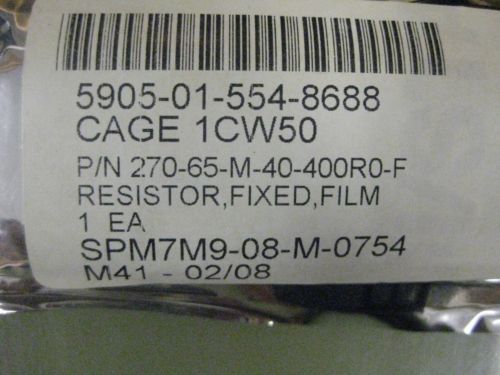 5905-01-554-8688
CAGE 1CW50
P/N 270-65-M-40-400R0-F
RESISTOR,FIXED,FILM
1 EA
SPM7M9-08-M-0754
M41 - 02/08